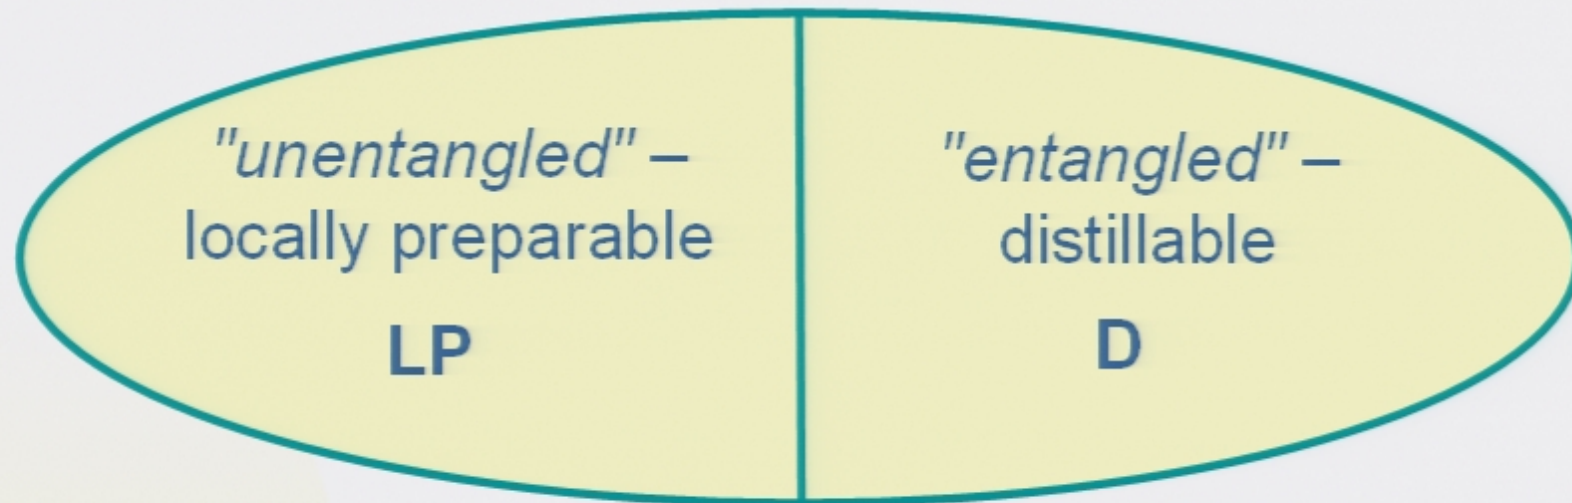 "unentangled" –
locally preparable
LP
"entangled" –
distillable
D